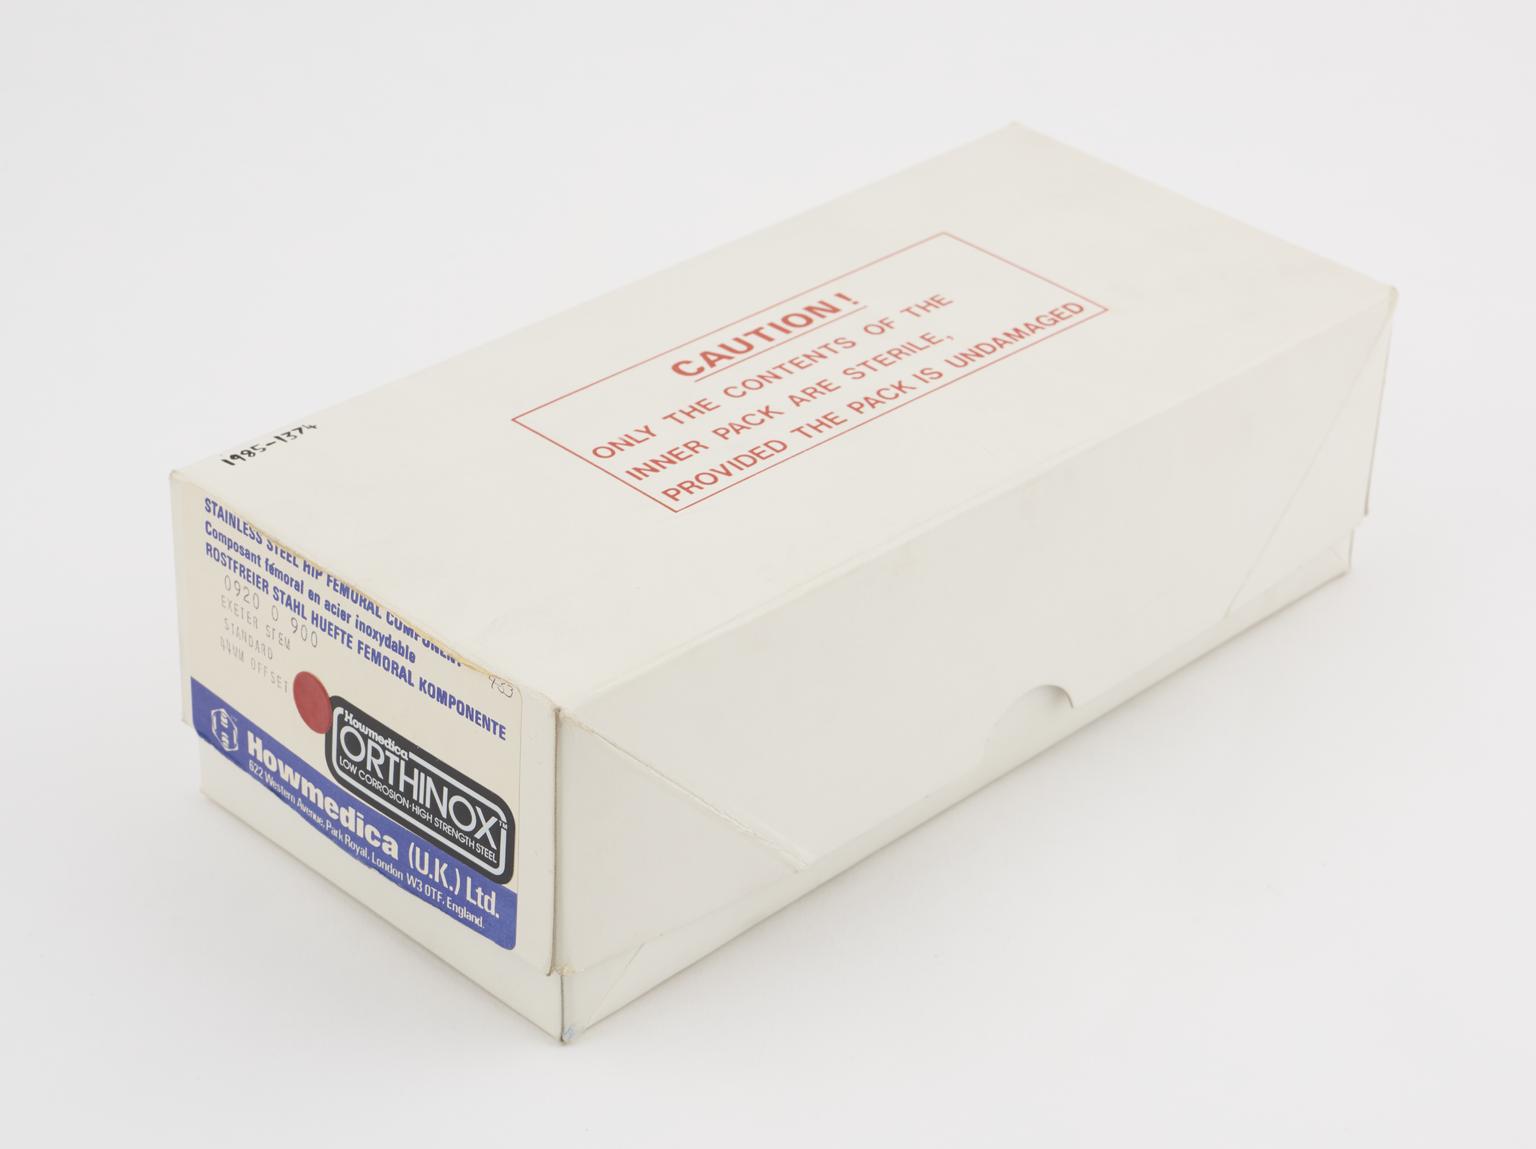 CAUTION!
ONLY THE CONTENTS OF THE
INNER PACK ARE STERILE,
PROVIDED THE PACK IS UNDAMAGED
1985-1374
STAINLESS STEEL HIP FEMORAL COMPONENT
Composant fémoral en acier inoxydable
ROSTFREIER STAHL HUEFTE FEMORAL KOMPONENTE
0920 0 900
EXETER STEM
STANDARD
44MM OFFSET
Howmedica
ORTHINOX™
LOW CORROSION·HIGH STRENGTH STEEL
Howmedica (U.K.) Ltd.
622 Western Avenue, Park Royal, London W3 0TF, England.